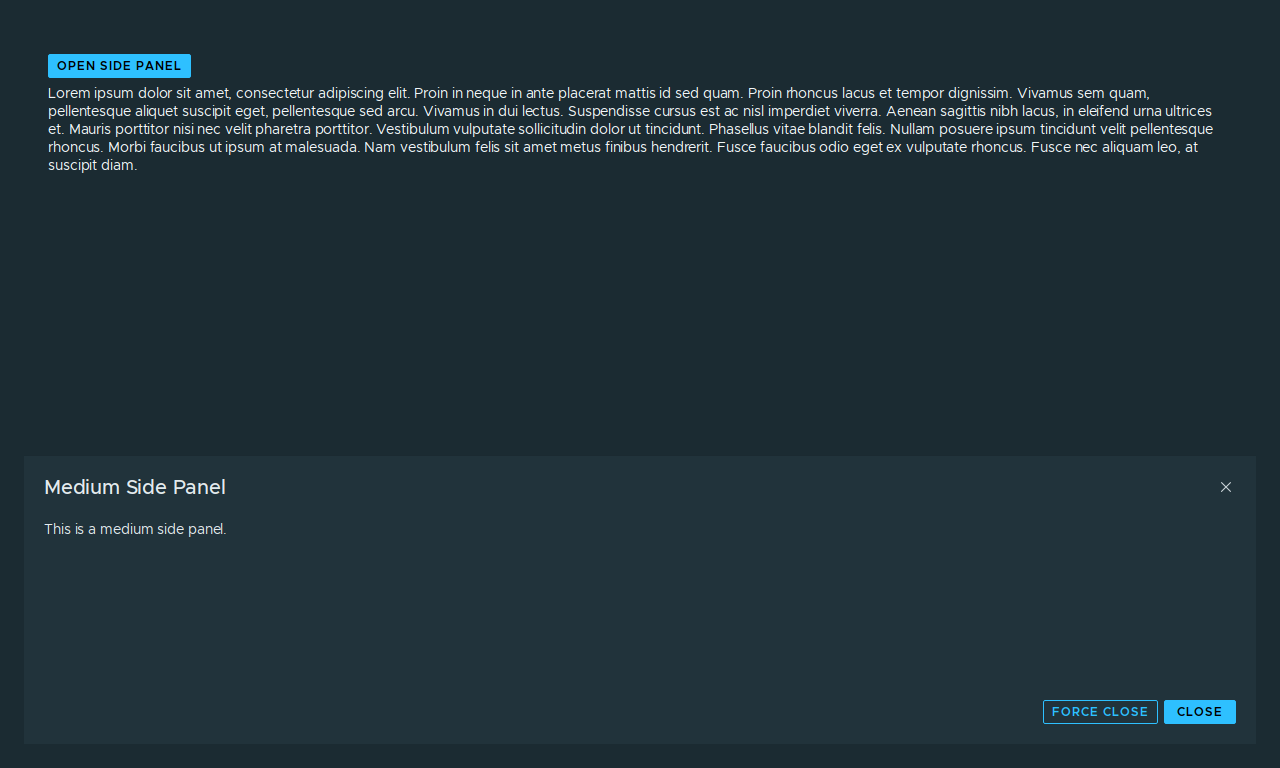 OPEN SIDE PANEL
Lorem ipsum dolor sit amet, consectetur adipiscing elit. Proin in neque in ante placerat mattis id sed quam. Proin rhoncus lacus et tempor dignissim. Vivamus sem quam,
pellentesque aliquet suscipit eget, pellentesque sed arcu. Vivamus in dui lectus. Suspendisse cursus est ac nisl imperdiet viverra. Aenean sagittis nibh lacus, in eleifend urna ultrices
et. Mauris porttitor nisi nec velit pharetra porttitor. Vestibulum vulputate sollicitudin dolor ut tincidunt. Phasellus vitae blandit felis. Nullam posuere ipsum tincidunt velit pellentesque
rhoncus. Morbi faucibus ut ipsum at malesuada. Nam vestibulum felis sit amet metus finibus hendrerit. Fusce faucibus odio eget ex vulputate rhoncus. Fusce nec aliquam leo, at
suscipit diam.
Medium Side Panel
This is a medium side panel.
FORCE CLOSE
CLOSE